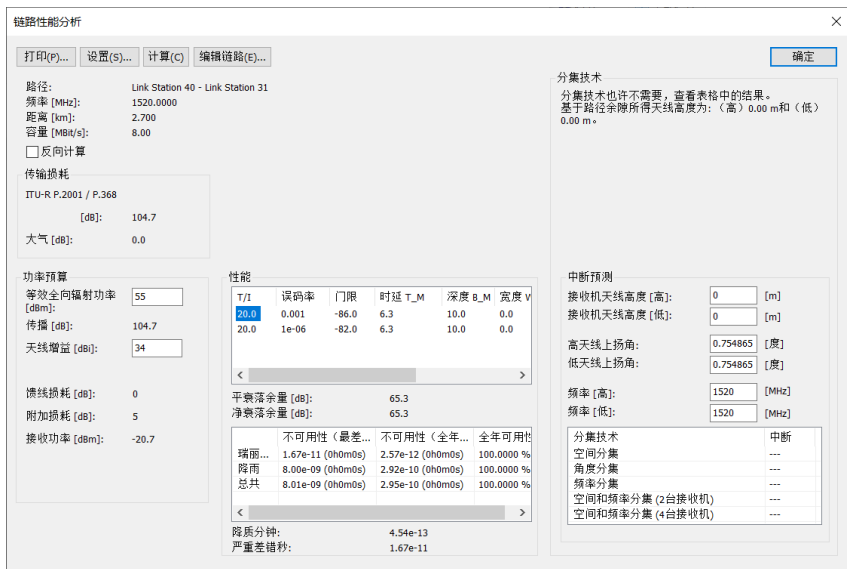 链路性能分析
打印(P)... 设置(S)... 计算(C) 编辑链路(E)... 确定
路径: Link Station 40 - Link Station 31
频率 [MHz]: 1520.0000
距离 [km]: 2.700
容量 [MBit/s]: 8.00
反向计算
传输损耗
ITU-R P.2001 / P.368
[dB]: 104.7
大气 [dB]: 0.0
分集技术
分集技术也许不需要，查看表格中的结果。
基于路径余隙所得天线高度为:（高）0.00 m和（低）
0.00 m。
功率预算
等效全向辐射功率 55
[dBm]:
传播 [dB]: 104.7
天线增益 [dBi]: 34
馈线损耗 [dB]: 0
附加损耗 [dB]: 5
接收功率 [dBm]: -20.7
性能
T/I 误码率 门限 时延 T_M 深度 B_M 宽度
20.0 0.001 -86.0 6.3 10.0 0.0
20.0 1e-06 -82.0 6.3 10.0 0.0
平衰落余量 [dB]: 65.3
净衰落余量 [dB]: 65.3
不可用性（最差... 不可用性（全年... 全年可用性
瑞丽... 1.67e-11 (0h0m0s) 2.57e-12 (0h0m0s) 100.0000 %
降雨 8.00e-09 (0h0m0s) 2.92e-10 (0h0m0s) 100.0000 %
总共 8.01e-09 (0h0m0s) 2.95e-10 (0h0m0s) 100.0000 %
降质分钟: 4.54e-13
严重差错秒: 1.67e-11
中断预测
接收机天线高度 [高]: 0 [m]
接收机天线高度 [低]: 0 [m]
高天线上扬角: 0.754865 [度]
低天线上扬角: 0.754865 [度]
频率 [高]: 1520 [MHz]
频率 [低]: 1520 [MHz]
分集技术 中断
空间分集 ---
角度分集 ---
频率分集 ---
空间和频率分集 (2台接收机) ---
空间和频率分集 (4台接收机) ---